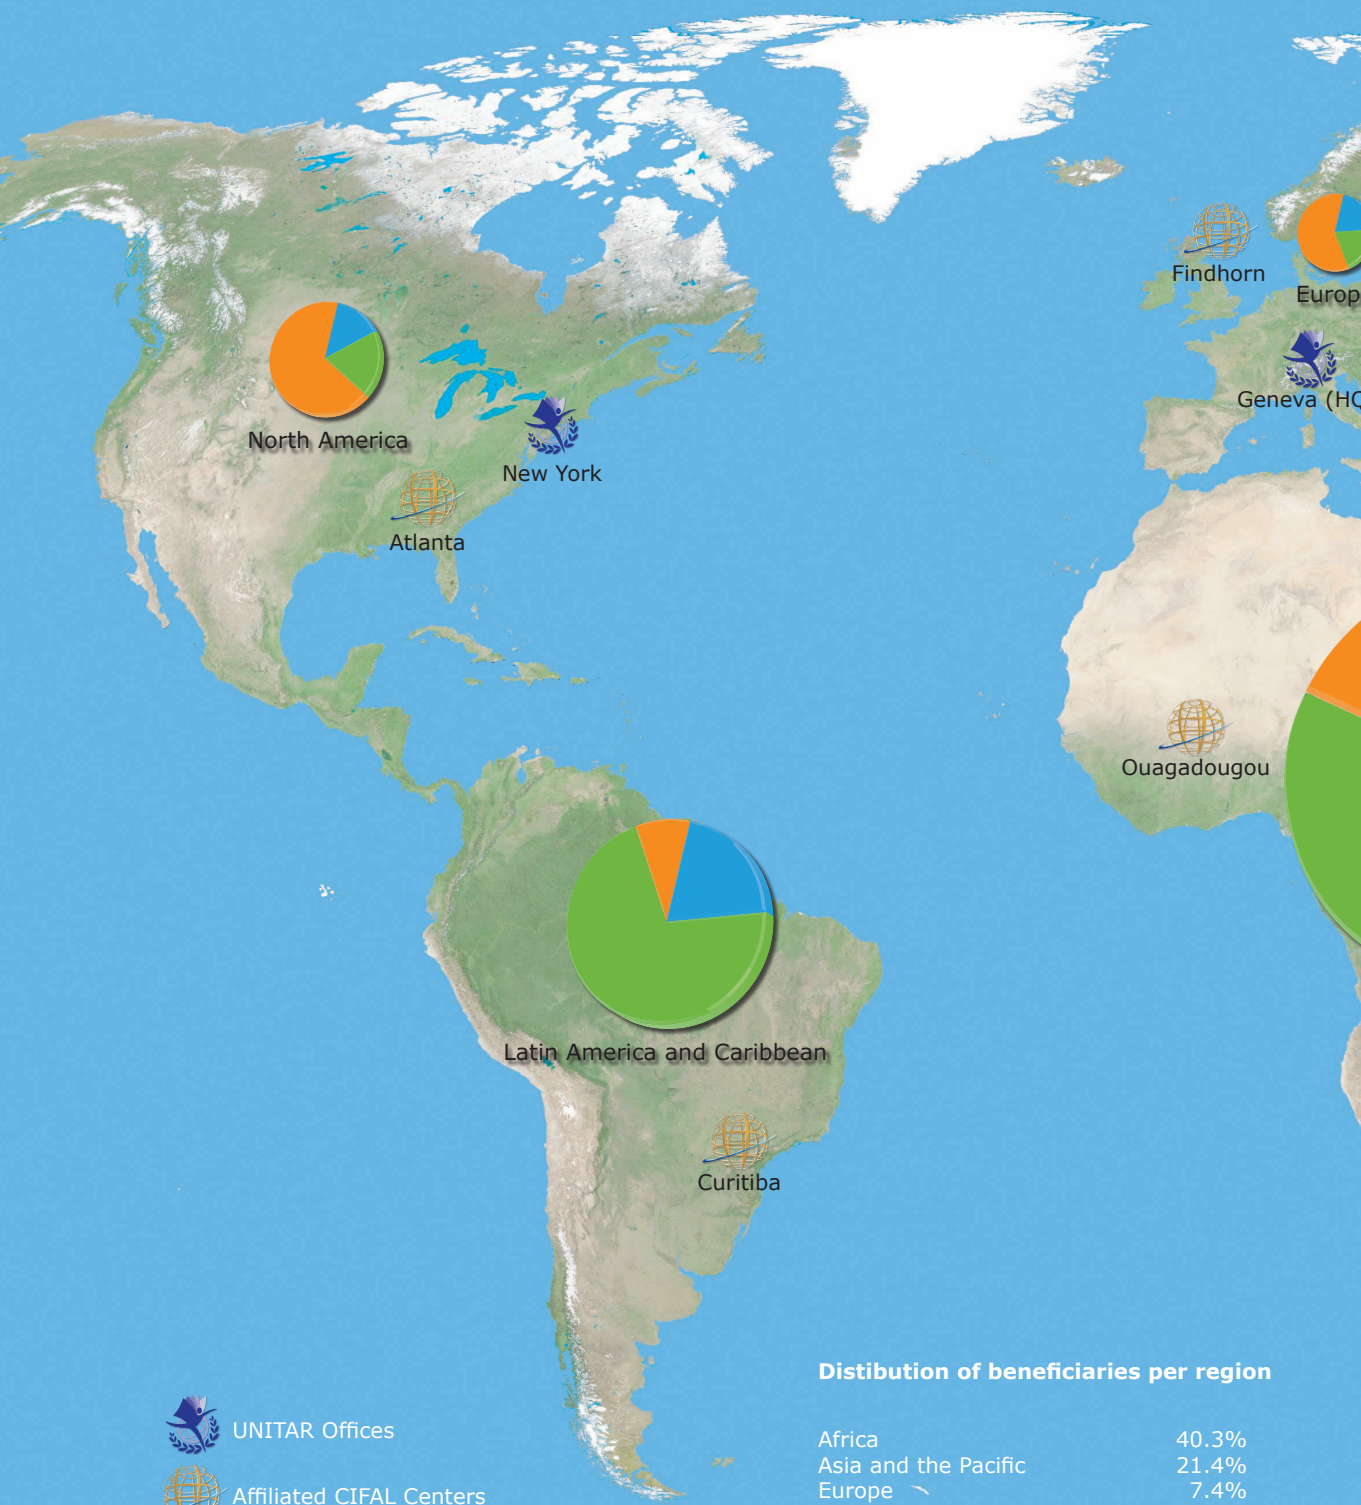 Findhorn
Europ
Geneva (HQ
North America
New York
Atlanta
Ouagadougou
Latin America and Caribbean
Curitiba
Distibution of beneficiaries per region
UNITAR Offices
Africa 40.3%
Asia and the Pacific 21.4%
Europe 7.4%
Affiliated CIFAL Centers